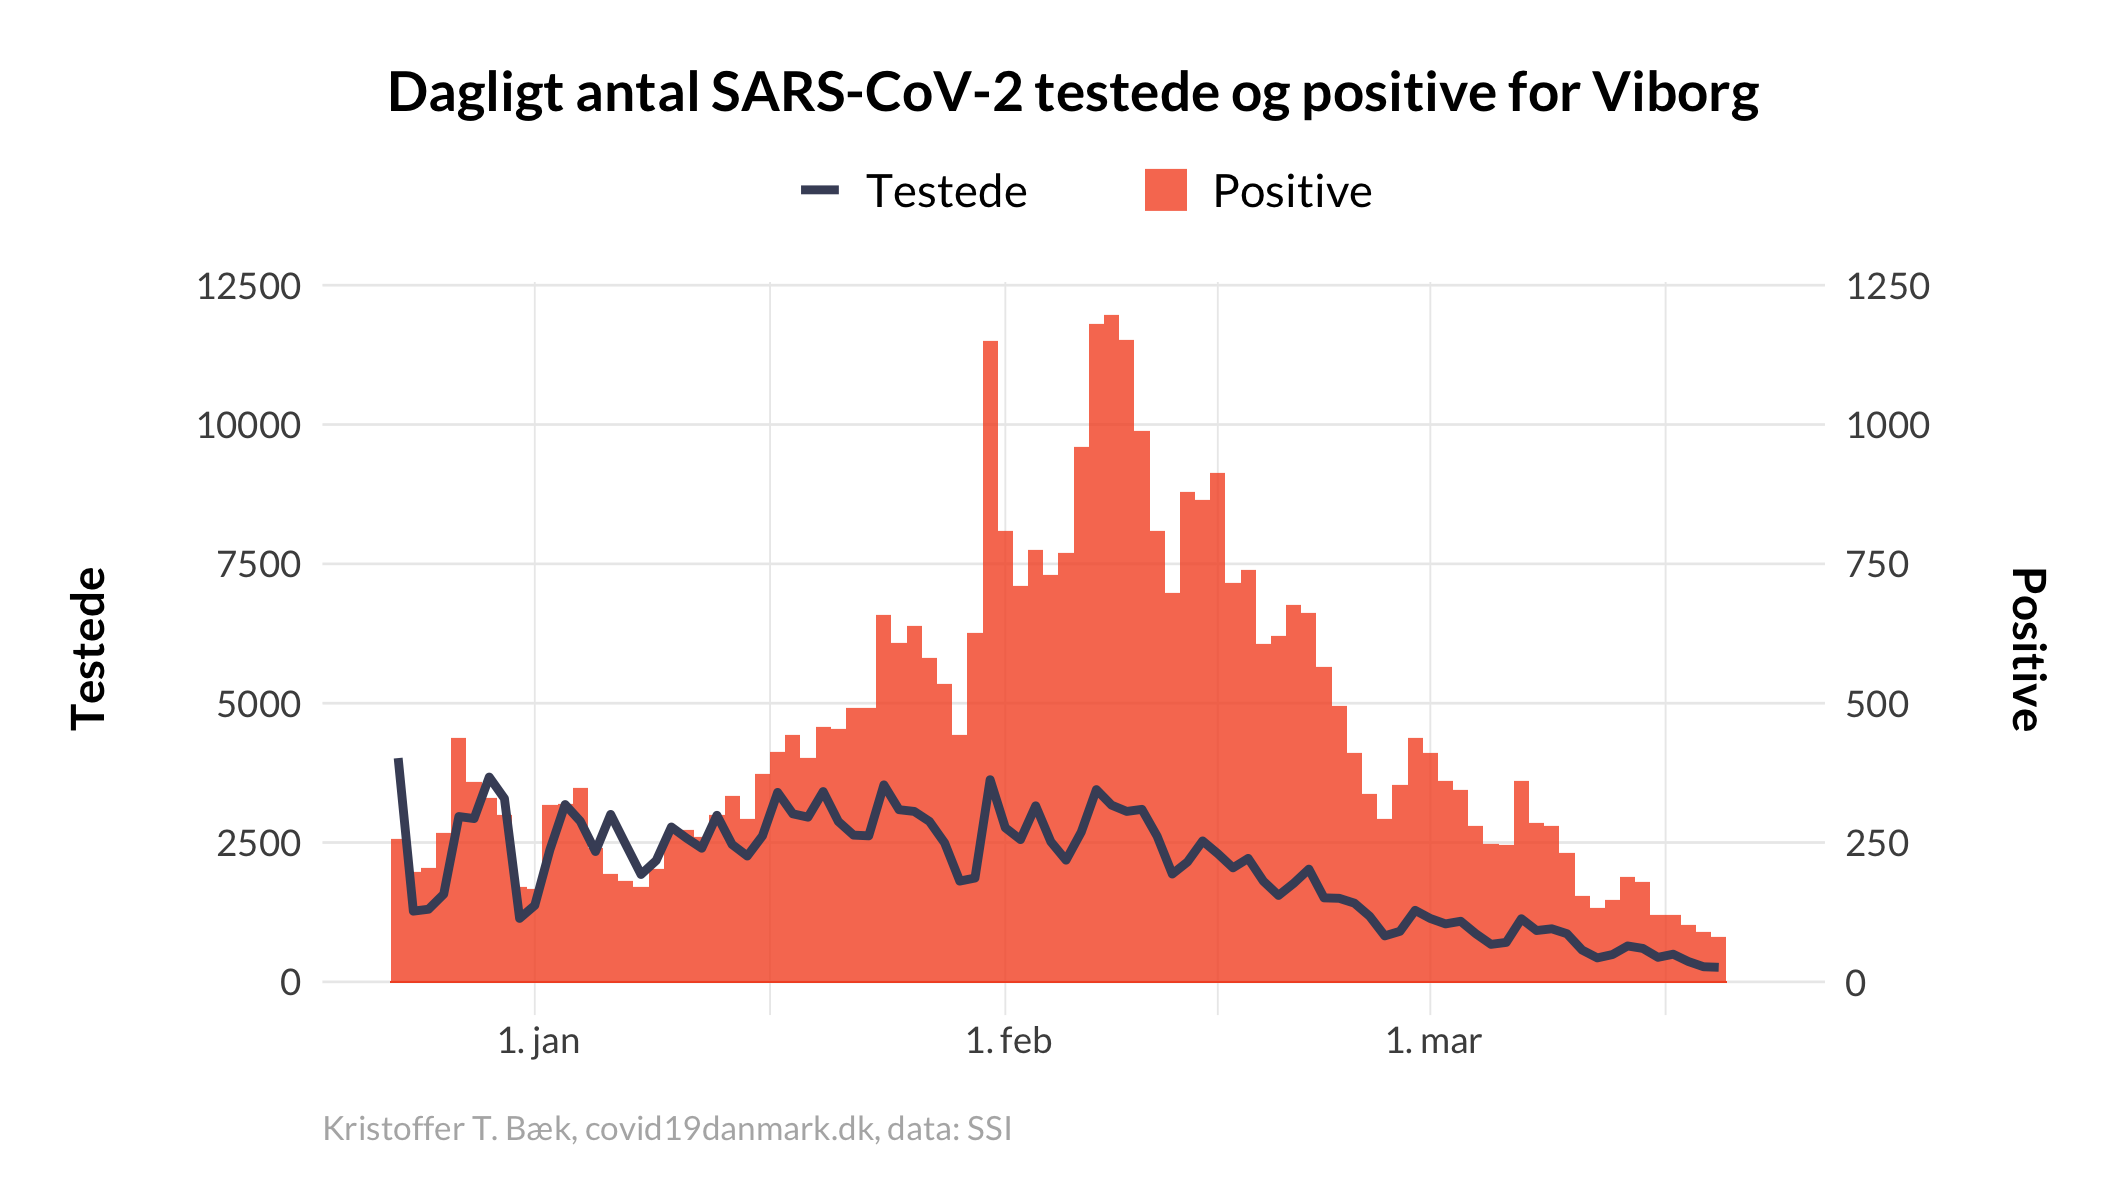 Dagligt antal SARS-CoV-2 testede og positive for Viborg
Testede Positive
12500 1250
10000 1000
7500 750
5000 500
2500 250
0 0
Testede
Positive
1. jan 1. feb 1. mar
Kristoffer T. Bæk, covid19danmark.dk, data: SSI